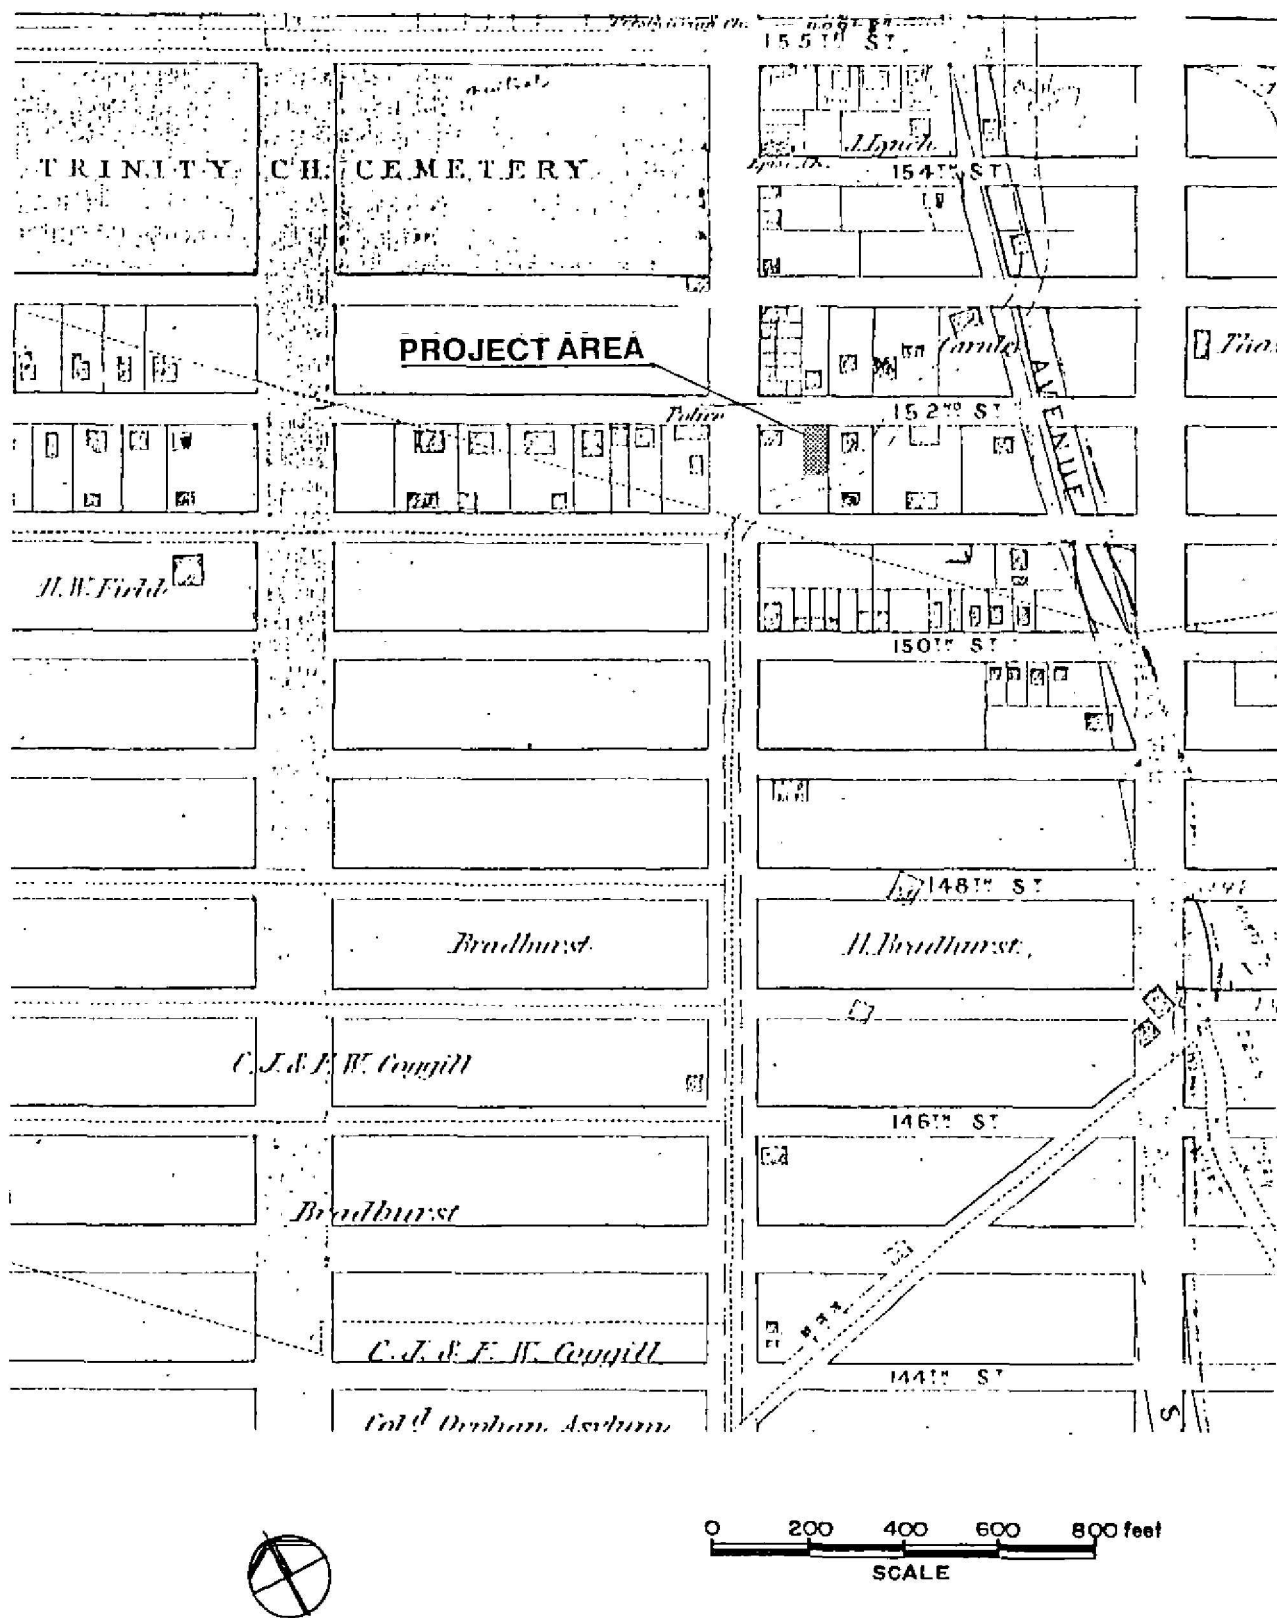 155TH ST
J.Lynch
TRINITY CH. CEMETERY
154TH ST
PROJECT AREA
AVENUE
152ND ST
Police
H.W. Field
150TH ST
148TH ST
Bradhurst
H. Bradhurst,
C. J. & F. W. Cowgill
146TH ST
Bradhurst
C. J. & F. W. Cowgill
144TH ST
Col'd Orphan Asylum
S
0 200 400 600 800 feet
SCALE